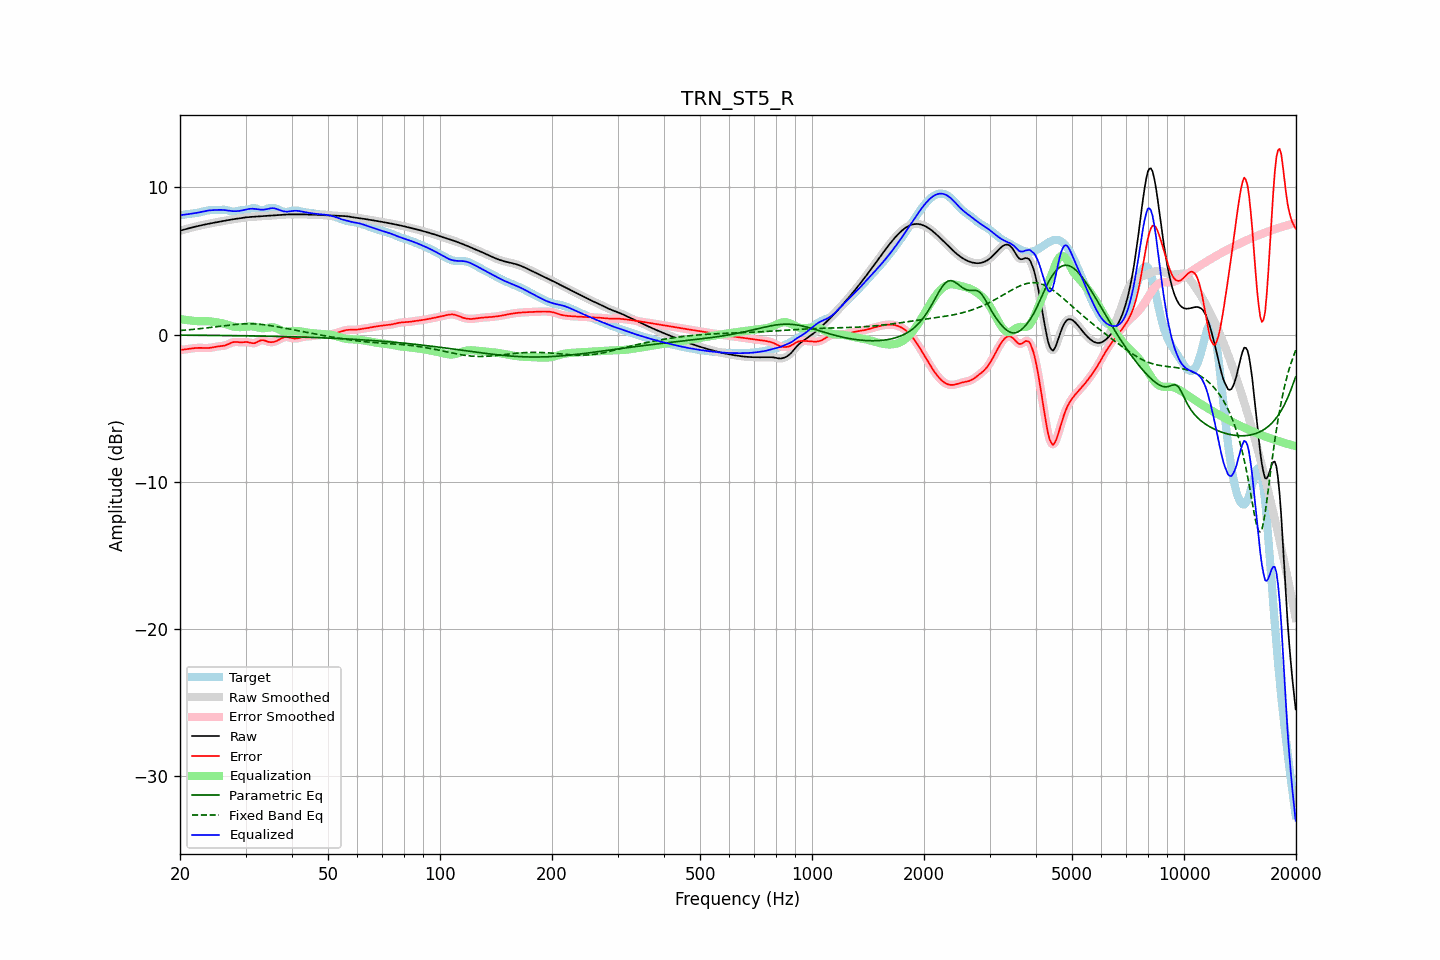 TRN_ST5_R
10
0
−10
−20
−30
Amplitude (dBr)
Target
Raw Smoothed
Error Smoothed
Raw
Error
Equalization
Parametric Eq
Fixed Band Eq
Equalized
20 50 100 200 500 1000 2000 5000 10000 20000
Frequency (Hz)